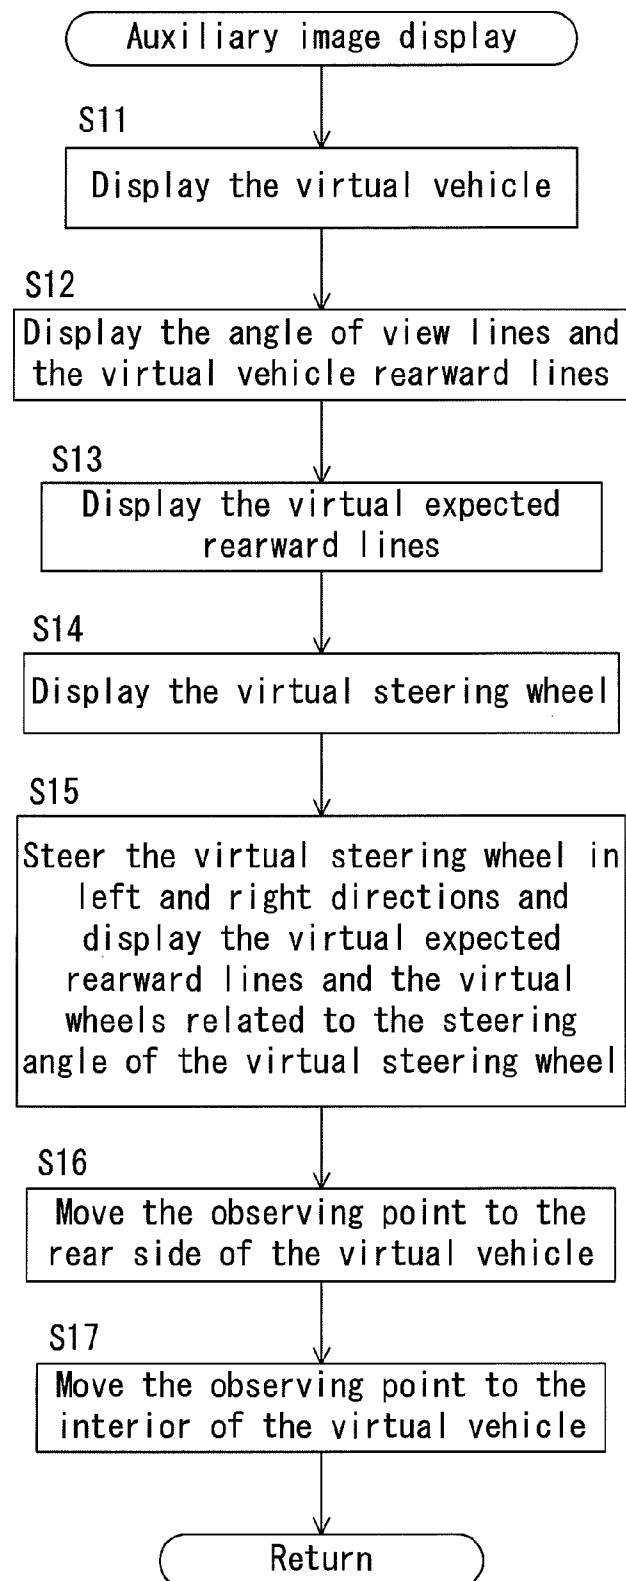 Auxiliary image display
S11
Display the virtual vehicle
S12
Display the angle of view lines and
the virtual vehicle rearward lines
S13
Display the virtual expected
rearward lines
S14
Display the virtual steering wheel
S15
Steer the virtual steering wheel in
left and right directions and
display the virtual expected
rearward lines and the virtual
wheels related to the steering
angle of the virtual steering wheel
S16
Move the observing point to the
rear side of the virtual vehicle
S17
Move the observing point to the
interior of the virtual vehicle
Return